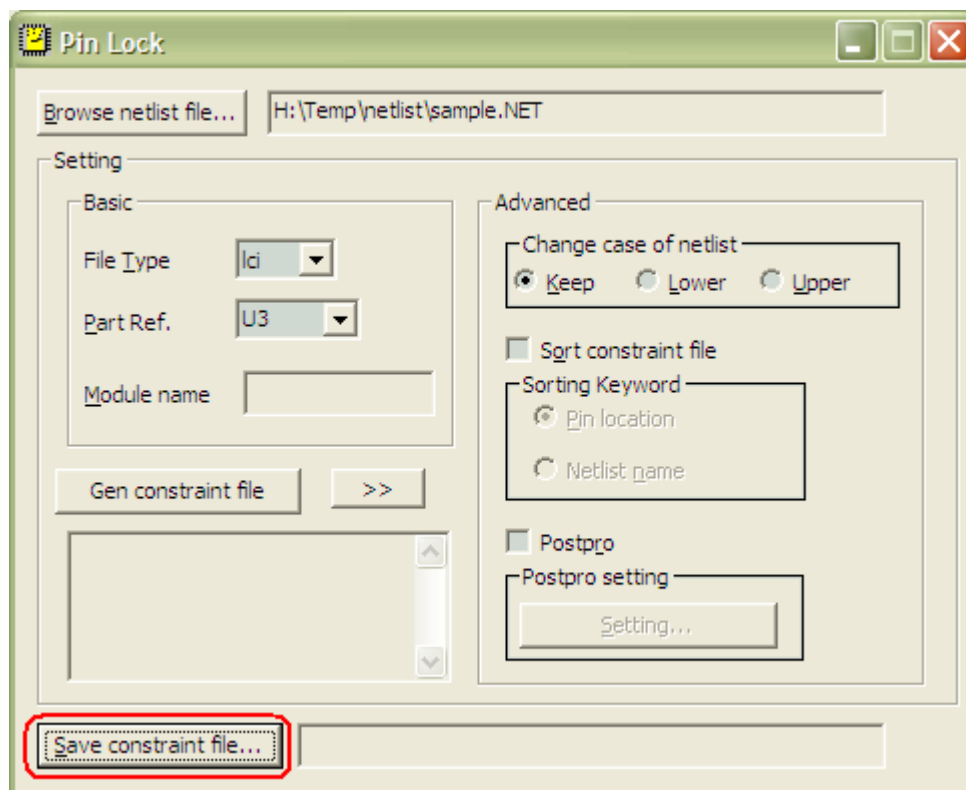 Pin Lock
Browse netlist file...
H:\Temp\netlist\sample.NET
Setting
Basic
File Type
lci
Part Ref.
U3
Module name
Gen constraint file
>>
Advanced
Change case of netlist
Keep Lower Upper
Sort constraint file
Sorting Keyword
Pin location
Netlist name
Postpro
Postpro setting
Setting...
Save constraint file...